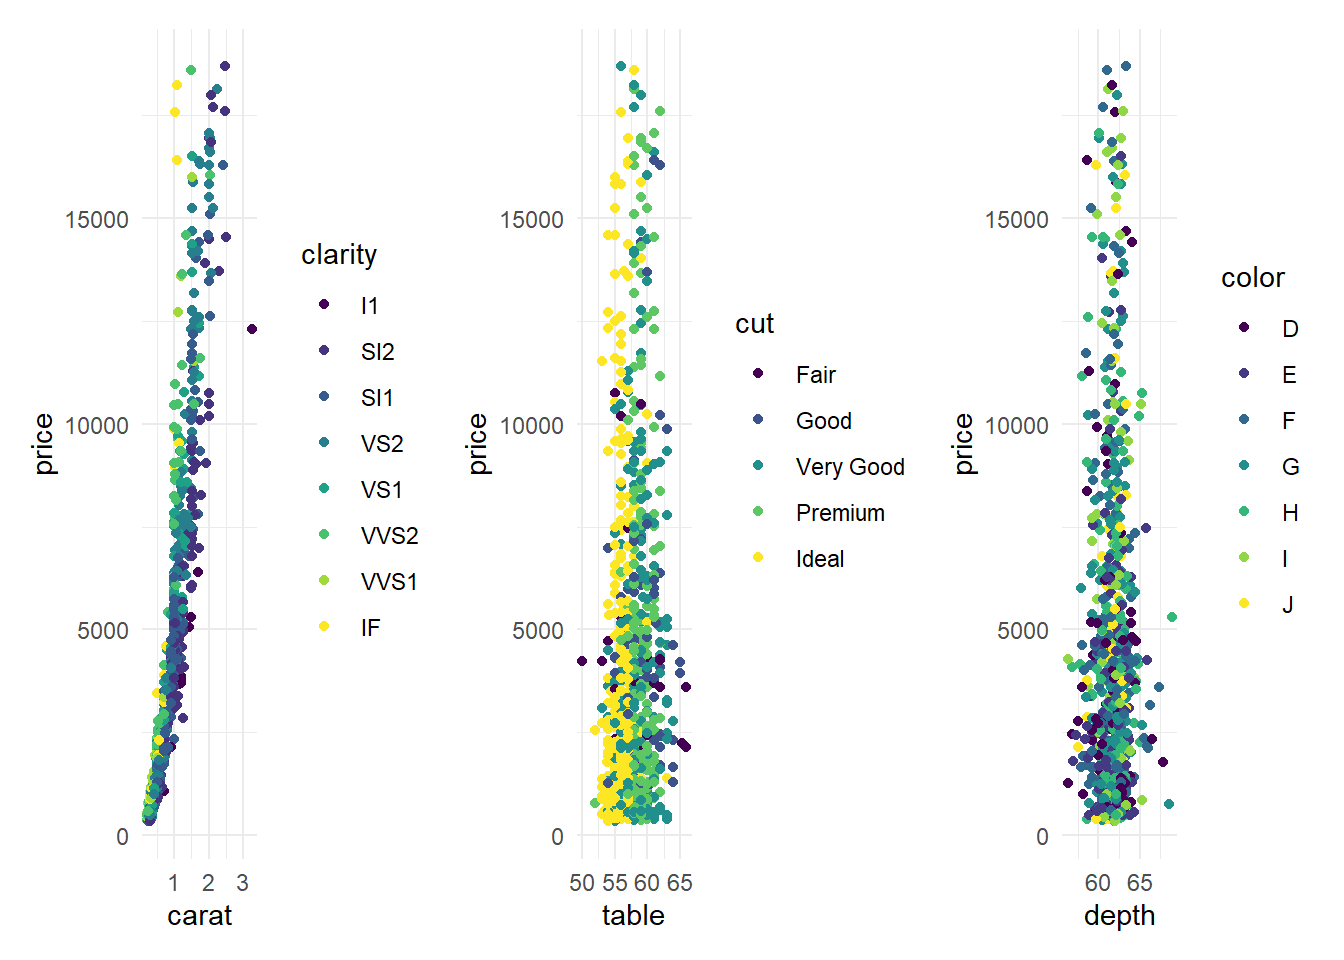 price
15000
10000
5000
0
1 2 3
carat
clarity
I1
SI2
SI1
VS2
VS1
VVS2
VVS1
IF
price
15000
10000
5000
0
50 55 60 65
table
cut
Fair
Good
Very Good
Premium
Ideal
price
15000
10000
5000
0
60 65
depth
color
D
E
F
G
H
I
J